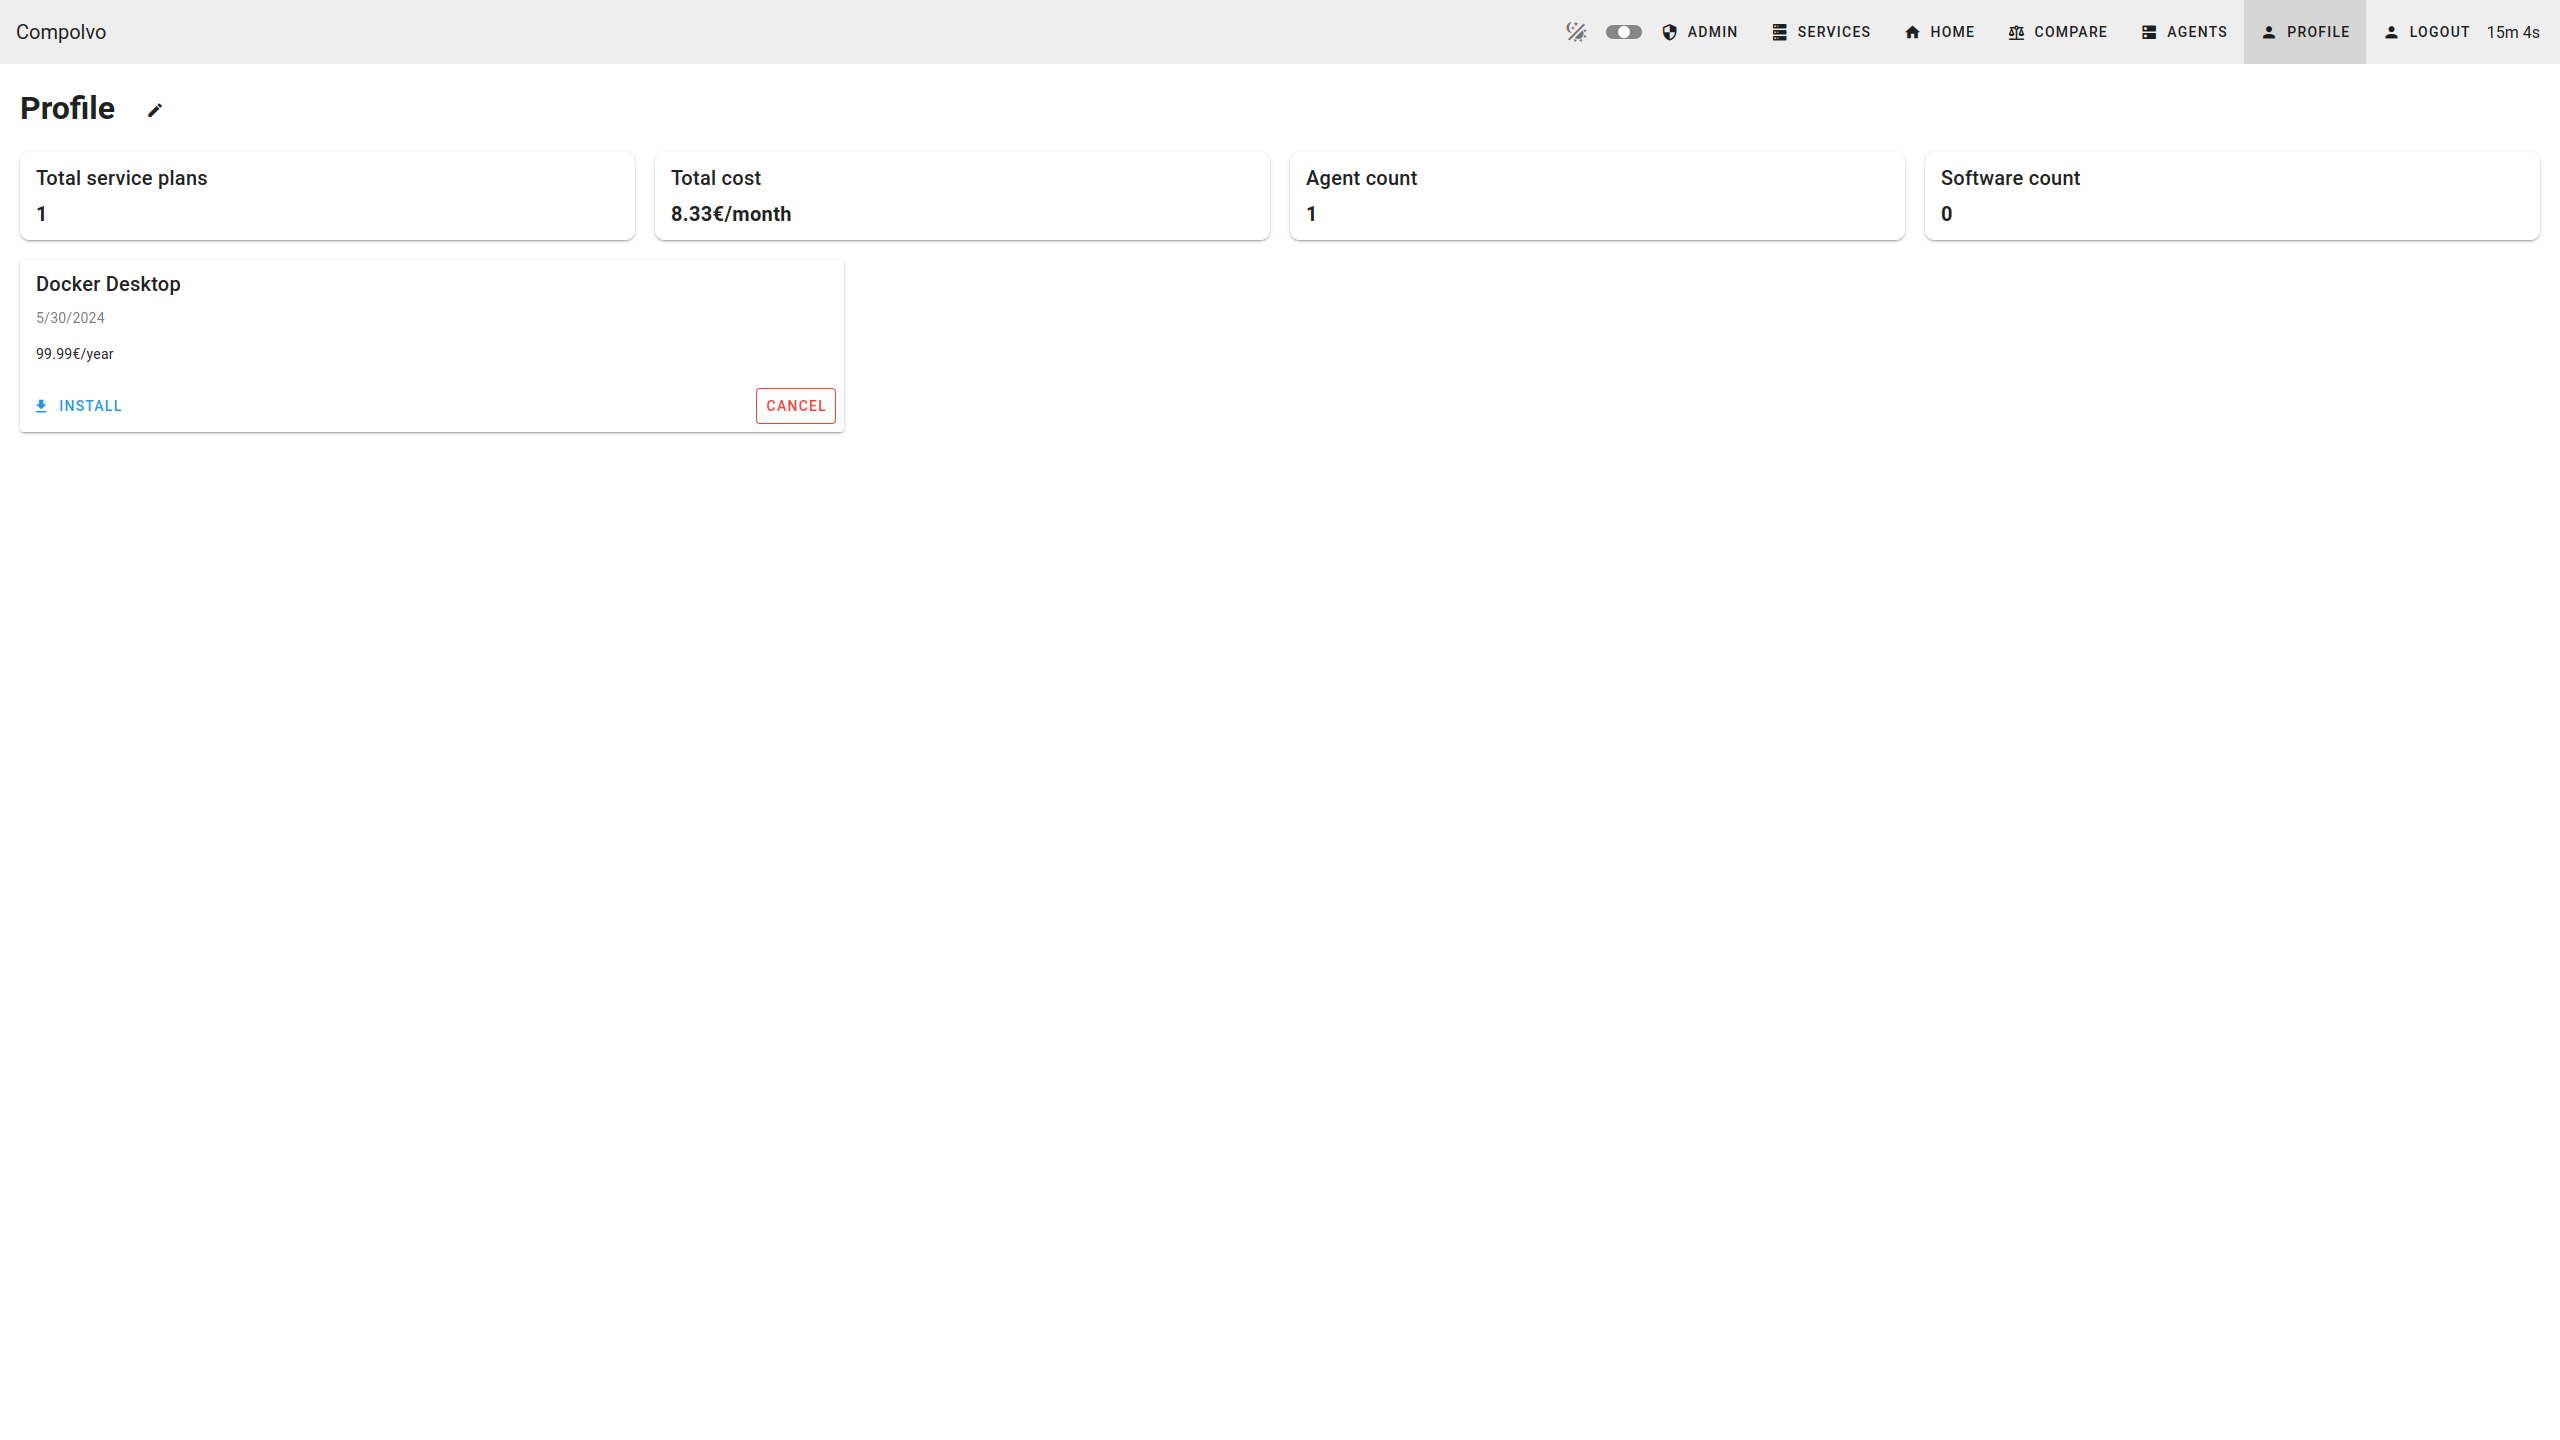 Compolvo ADMIN SERVICES HOME COMPARE AGENTS PROFILE LOGOUT 15m 4s
Profile
Total service plans
1
Total cost
8.33€/month
Agent count
1
Software count
0
Docker Desktop
5/30/2024
99.99€/year
INSTALL CANCEL